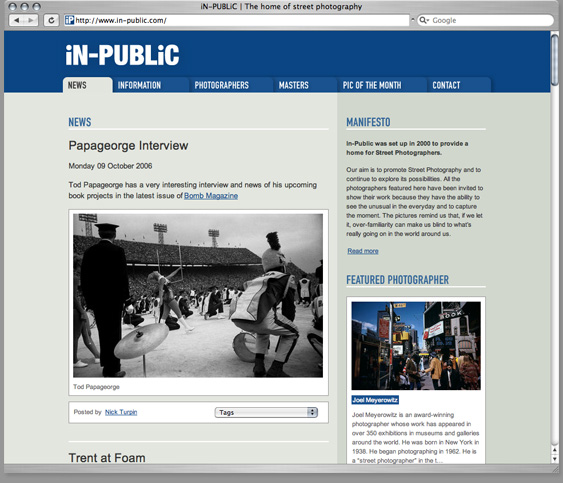 iN-PUBLiC | The home of street photography
http://www.in-public.com/
Google
iN-PUBLiC
NEWS
INFORMATION
PHOTOGRAPHERS
MASTERS
PIC OF THE MONTH
CONTACT
NEWS
Papageorge Interview
Monday 09 October 2006
Tod Papageorge has a very interesting interview and news of his upcoming
book projects in the latest issue of Bomb Magazine
Tod Papageorge
Posted by Nick Turpin
Tags
Trent at Foam
MANIFESTO
In-Public was set up in 2000 to provide a
home for Street Photographers.
Our aim is to promote Street Photography and to
continue to explore its possibilities. All the
photographers featured here have been invited to
show their work because they have the ability to
see the unusual in the everyday and to capture
the moment. The pictures remind us that, if we let
it, over-familiarity can make us blind to what's
really going on in the world around us.
Read more
FEATURED PHOTOGRAPHER
BOOK
Joel Meyerowitz
Joel Meyerowitz is an award-winning
photographer whose work has appeared in
over 350 exhibitions in museums and galleries
around the world. He was born in New York in
1938. He began photographing in 1962. He is
a "street photographer" in the t...